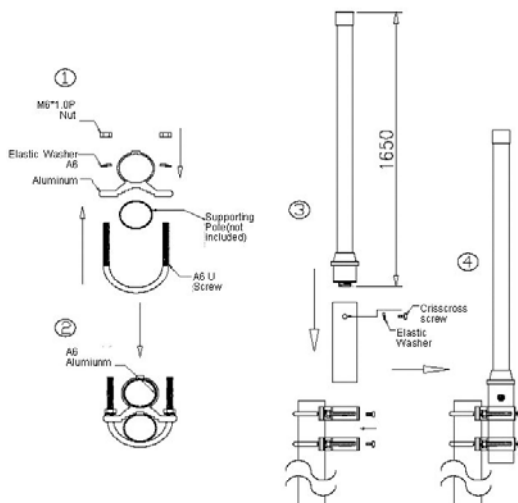 ①
M6*1.0P
Nut
Elastic Washer
A6
Aluminum
Supporting
Pole(not
included)
A6 U
Screw
②
A6
Alumiunm
③
1650
Crisscross
screw
Elastic
Washer
④